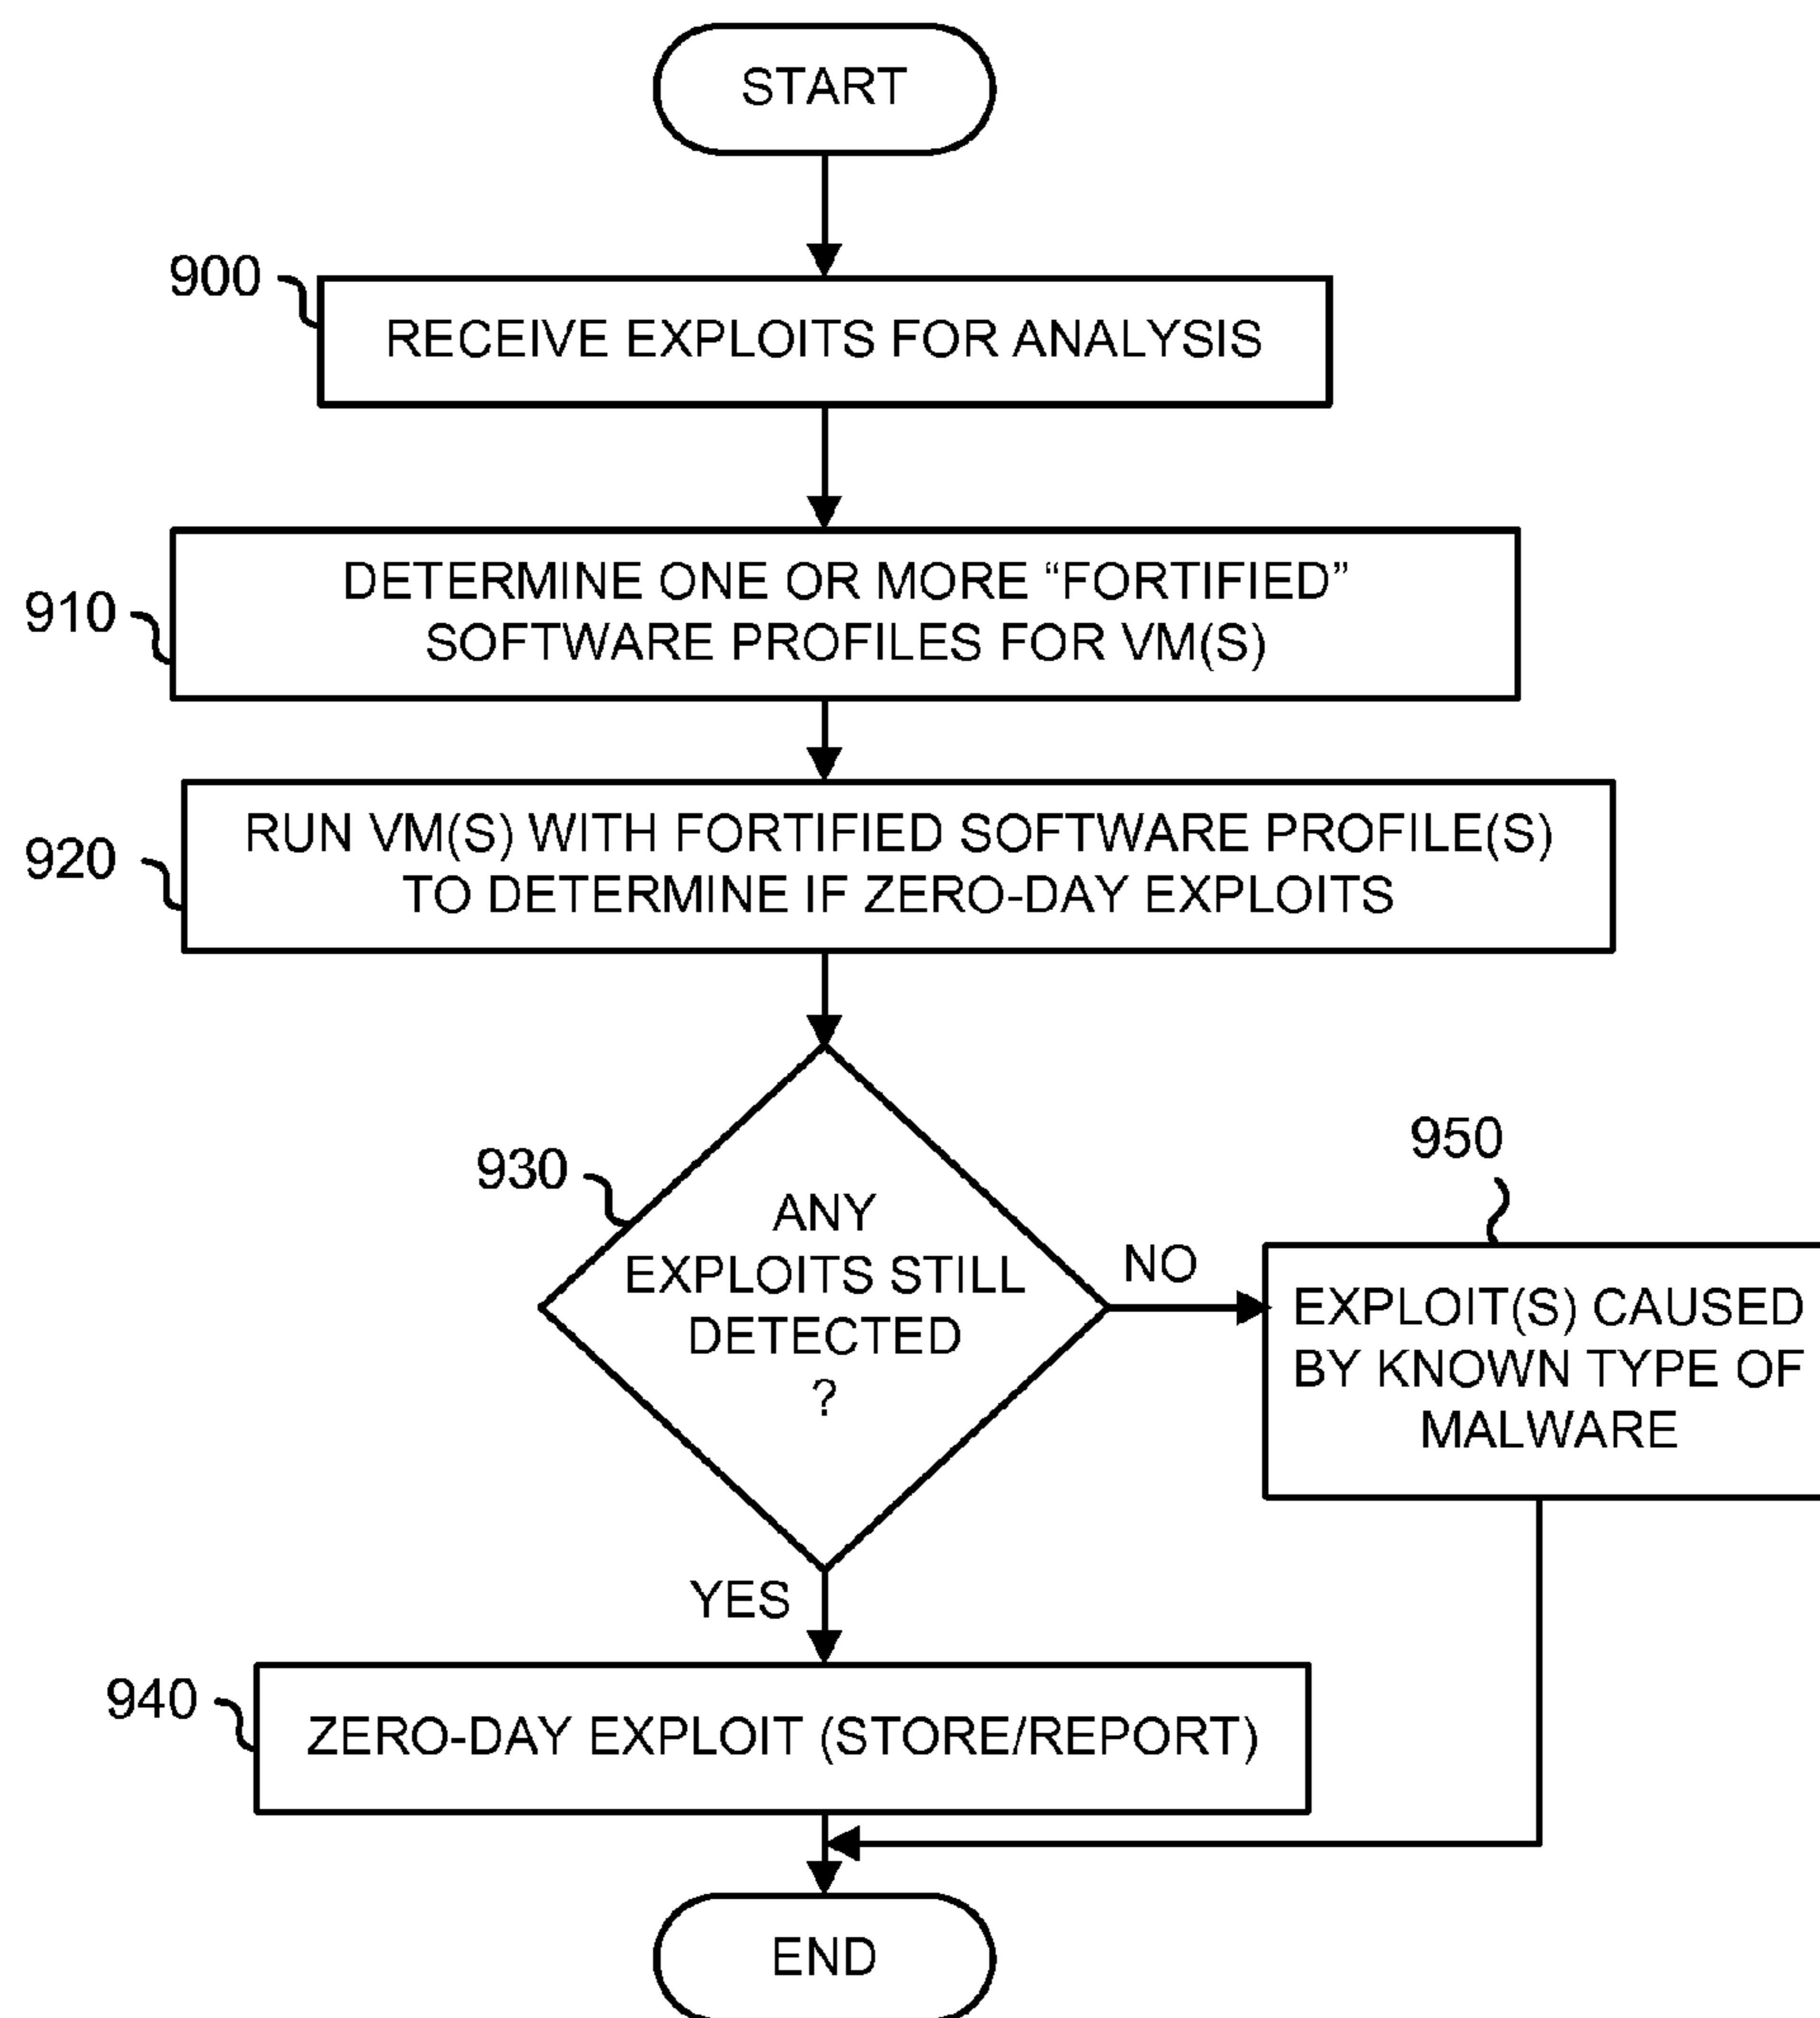 START
900
RECEIVE EXPLOITS FOR ANALYSIS
910
DETERMINE ONE OR MORE “FORTIFIED”
SOFTWARE PROFILES FOR VM(S)
920
RUN VM(S) WITH FORTIFIED SOFTWARE PROFILE(S)
TO DETERMINE IF ZERO-DAY EXPLOITS
930
ANY
EXPLOITS STILL
DETECTED
?
NO
950
EXPLOIT(S) CAUSED
BY KNOWN TYPE OF
MALWARE
YES
940
ZERO-DAY EXPLOIT (STORE/REPORT)
END